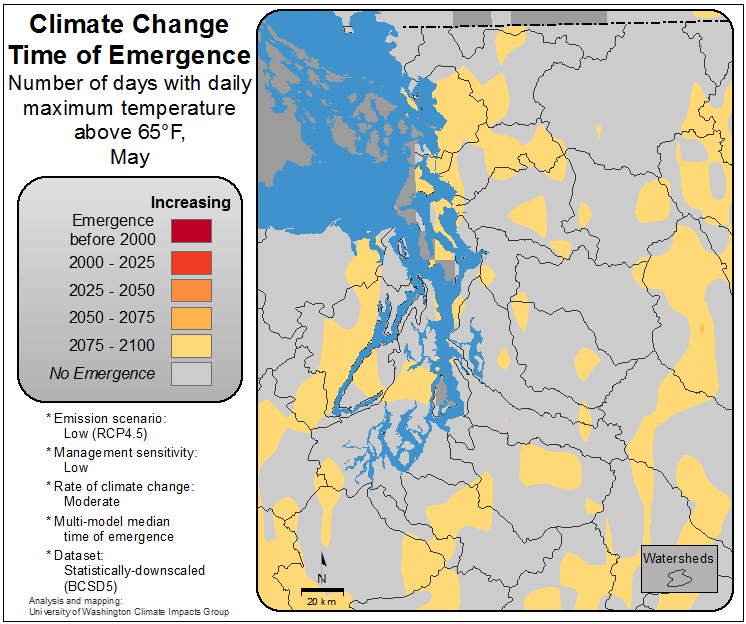 Climate Change
Time of Emergence
Number of days with daily
maximum temperature
above 65°F,
May
Increasing
Emergence
before 2000
2000 - 2025
2025 - 2050
2050 - 2075
2075 - 2100
No Emergence
* Emission scenario:
Low (RCP4.5)
* Management sensitivity:
Low
* Rate of climate change:
Moderate
* Multi-model median
time of emergence
* Dataset:
Statistically-downscaled
(BCSD5)
Analysis and mapping:
University of Washington Climate Impacts Group
N
20 km
Watersheds